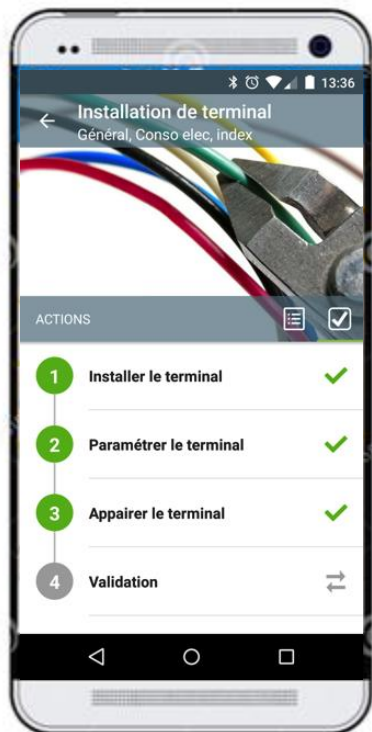 13:36
Installation de terminal
Général, Conso elec, index
ACTIONS
1 Installer le terminal
2 Paramétrer le terminal
3 Appairer le terminal
4 Validation